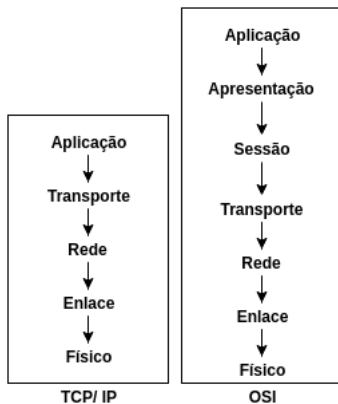 Aplicação
Transporte
Rede
Enlace
Físico
TCP/ IP
Aplicação
Apresentação
Sessão
Transporte
Rede
Enlace
Físico
OSI